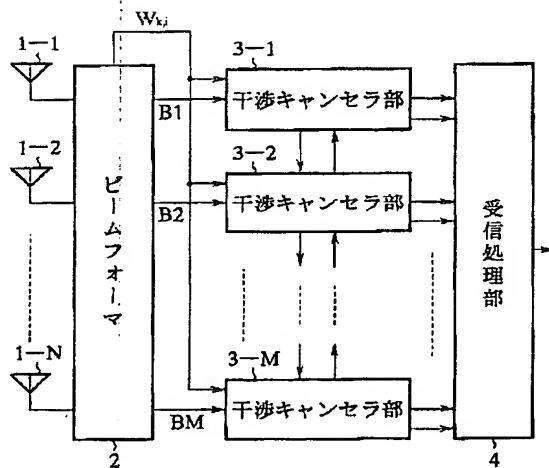 Wk,i
1—1
3—1
干渉キャンセラ部
B1
1—2
3—2
干渉キャンセラ部
B2
ビームフォーマ
受信処理部
1—N
3—M
干渉キャンセラ部
BM
2
4